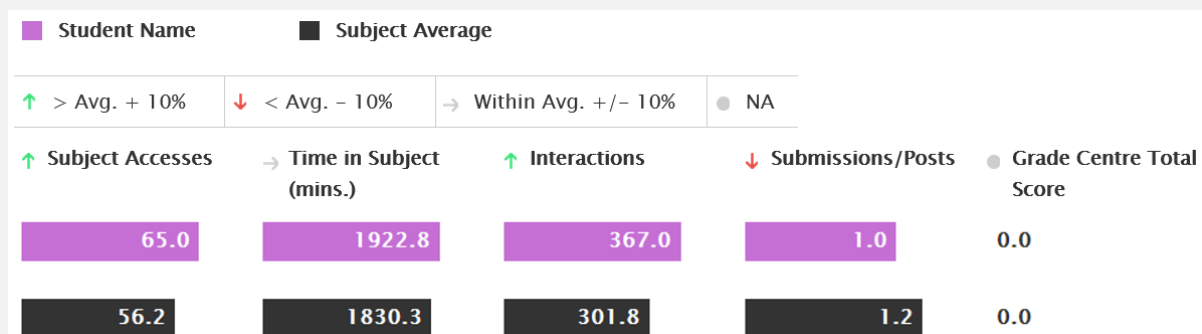 Student Name Subject Average
↑ > Avg. + 10% ↓ < Avg. – 10% → Within Avg. +/– 10% ● NA
↑ Subject Accesses → Time in Subject ↑ Interactions ↓ Submissions/Posts ● Grade Centre Total
(mins.) Score
65.0 1922.8 367.0 1.0 0.0
56.2 1830.3 301.8 1.2 0.0